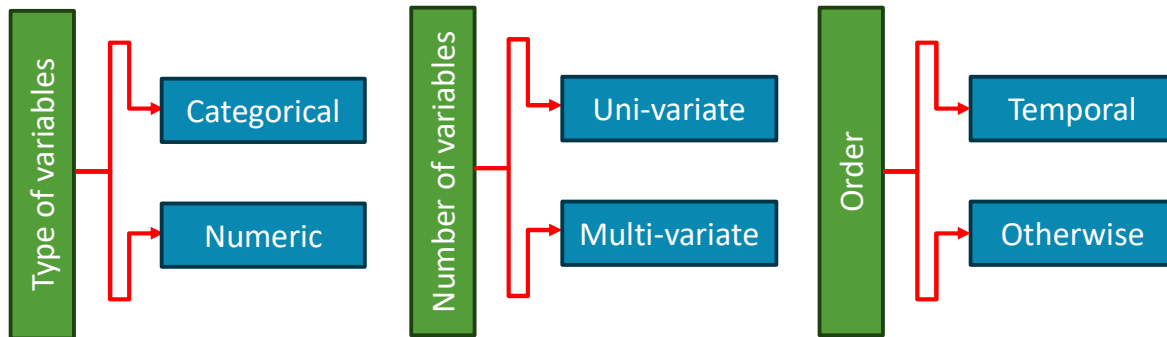 Type of variables
Categorical
Numeric
Number of variables
Uni-variate
Multi-variate
Order
Temporal
Otherwise